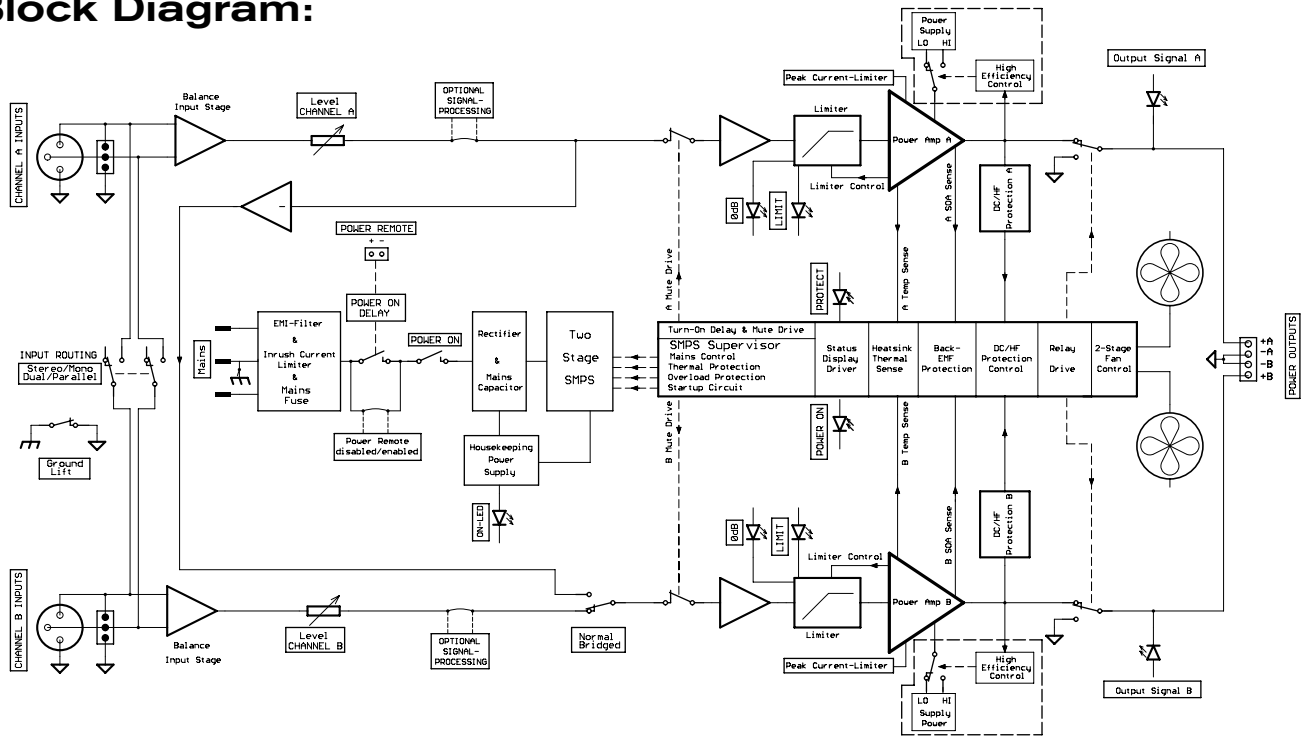 Block Diagram:
Power
Supply
LO HI
High
Efficiency
Control
Output Signal A
CHANNEL A INPUTS
Balance
Input Stage
Level
CHANNEL A
OPTIONAL
SIGNAL-
PROCESSING
Peak Current-Limiter
Limiter
Power Amp A
Limiter Control
0dB
LIMIT
A SOA Sense
DC/HF
Protection A
-
POWER REMOTE
+ -
POWER ON
DELAY
A Mute Drive
PROTECT
A Temp Sense
INPUT ROUTING
Stereo/Mono
Dual/Parallel
Mains
EMI-Filter
&
Inrush Current
Limiter
&
Mains
Fuse
POWER ON
Rectifier
&
Mains
Capacitor
Two
Stage
SMPS
Turn-On Delay & Mute Drive
SMPS Supervisor
Mains Control
Thermal Protection
Overload Protection
Startup Circuit
Status
Display
Driver
Heatsink
Thermal
Sense
Back-
EMF
Protection
DC/HF
Protection
Control
Relay
Drive
2-Stage
Fan
Control
+A
-A
-B
+B
POWER OUTPUTS
Ground
Lift
Power Remote
disabled/enabled
Housekeeping
Power
Supply
ON-LED
B Mute Drive
POWER ON
B Temp Sense
0dB
LIMIT
B SOA Sense
DC/HF
Protection B
CHANNEL B INPUTS
Balance
Input Stage
Level
CHANNEL B
OPTIONAL
SIGNAL-
PROCESSING
Normal
Bridged
Limiter Control
Limiter
Power Amp B
Peak Current-Limiter
High
Efficiency
Control
LO HI
Supply
Power
Output Signal B